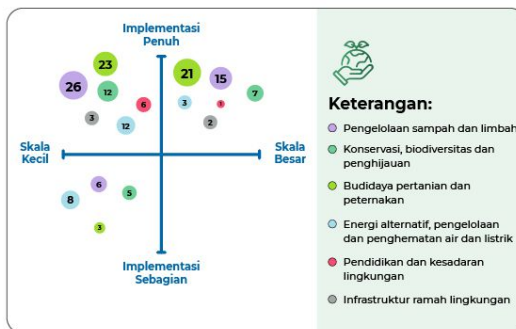 Implementasi
Penuh
23
26
12
6
3
12
21
15
7
3
2
Skala
Kecil
Skala
Besar
8
6
5
3
Implementasi
Sebagian
Keterangan:
Pengelolaan sampah dan limbah
Konservasi, biodiversitas dan
penghijauan
Budidaya pertanian dan
peternakan
Energi alternatif, pengelolaan
dan penghematan air dan listrik
Pendidikan dan kesadaran
lingkungan
Infrastruktur ramah lingkungan